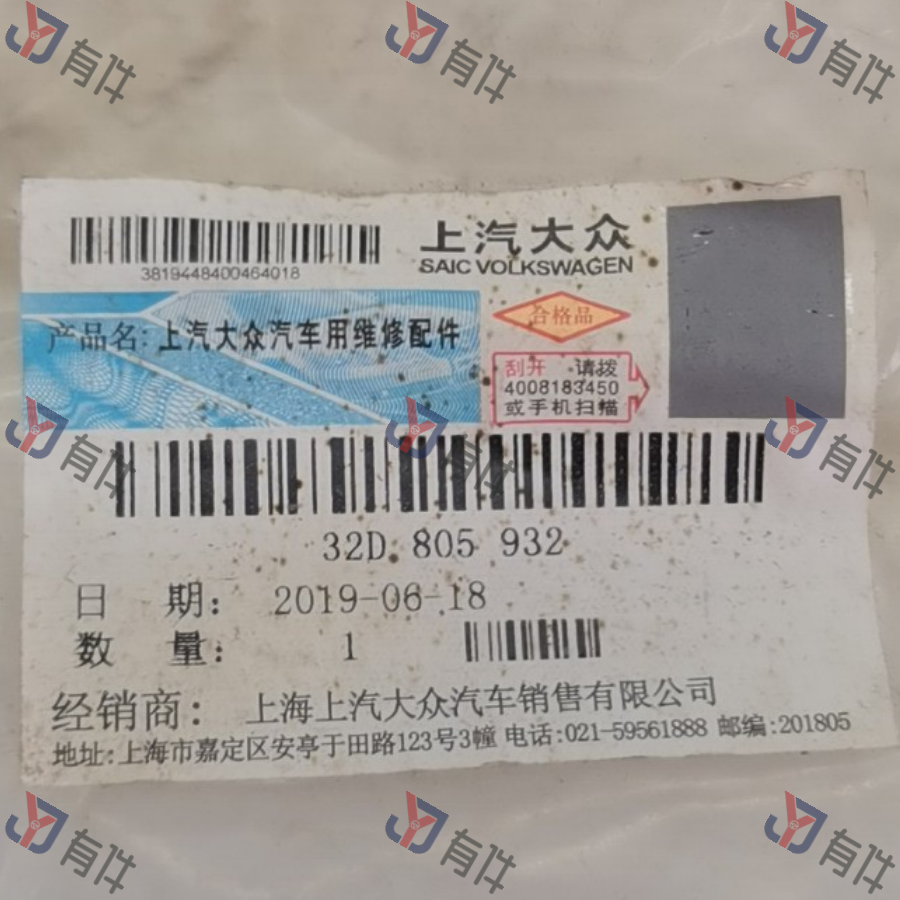 有件
有件
有件
上汽大众
SAIC VOLKSWAGEN
3819448400464018
合格品
产品名: 上汽大众汽车用维修配件
刮开 请拨
4008183450
或手机扫描
有件
有件
有件
32D 805 932
日 期: 2019-06-18
数 量: 1
经销商: 上海上汽大众汽车销售有限公司
地址: 上海市嘉定区安亭于田路123号3幢 电话:021-59561888 邮编:201805
有件
有件
有件